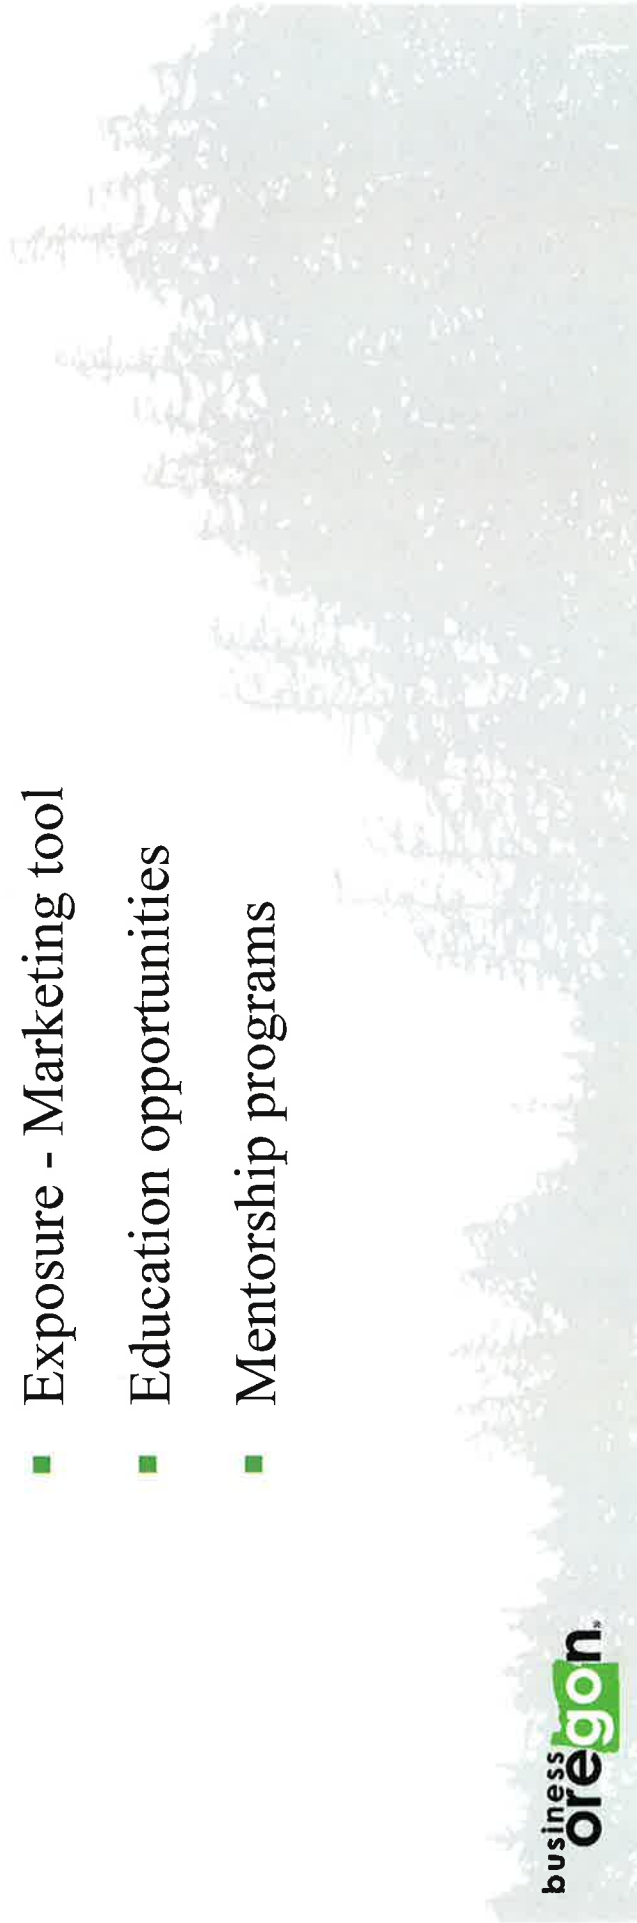 Exposure - Marketing tool
Education opportunities
Mentorship programs
business
oregon